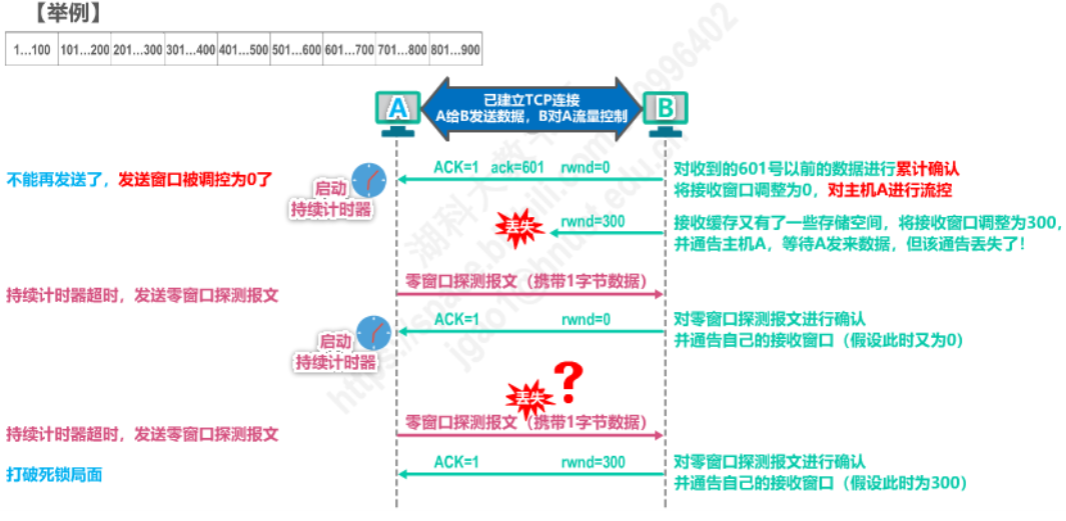 【举例】
1…100 101…200 201…300 301…400 401…500 501…600 601…700 701…800 801…900
已建立TCP连接
A给B发送数据，B对A流量控制
A
B
不能再发送了，发送窗口被调控为0了
启动
持续计时器
ACK=1 ack=601 rwnd=0
对收到的601号以前的数据进行累计确认
将接收窗口调整为0，对主机A进行流控
丢失
rwnd=300
接收缓存又有了一些存储空间，将接收窗口调整为300，
并通告主机A，等待A发来数据，但该通告丢失了！
持续计时器超时，发送零窗口探测报文
零窗口探测报文（携带1字节数据）
启动
持续计时器
ACK=1 rwnd=0
对零窗口探测报文进行确认
并通告自己的接收窗口（假设此时又为0）
丢失
？
持续计时器超时，发送零窗口探测报文
零窗口探测报文（携带1字节数据）
打破死锁局面
ACK=1 rwnd=300
对零窗口探测报文进行确认
并通告自己的接收窗口（假设此时为300）